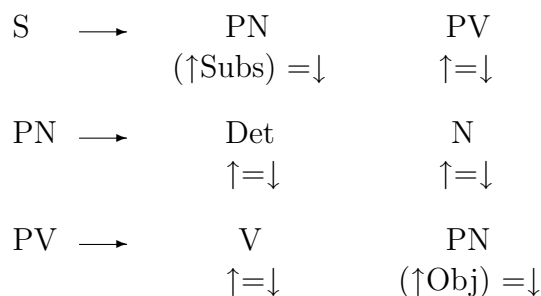 S ⟶ PN PV
(↑Subs) =↓ ↑=↓
PN ⟶ Det N
↑=↓ ↑=↓
PV ⟶ V PN
↑=↓ (↑Obj) =↓